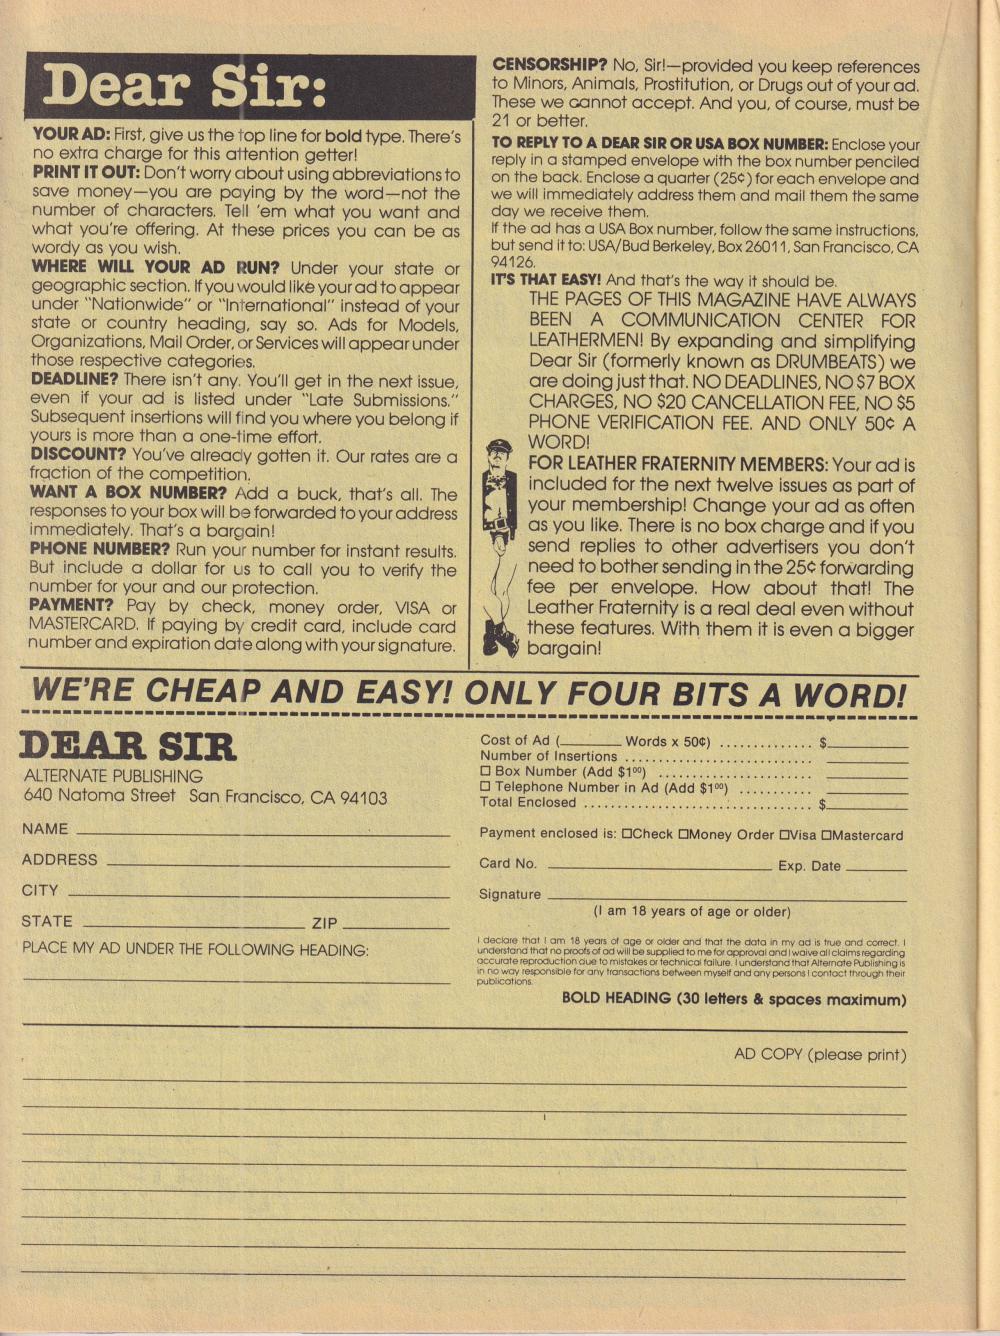 Dear Sir:
YOUR AD: First, give us the top line for bold type. There's
no extra charge for this attention getter!
PRINT IT OUT: Don't worry about using abbreviations to
save money—you are paying by the word—not the
number of characters. Tell 'em what you want and
what you're offering. At these prices you can be as
wordy as you wish.
WHERE WILL YOUR AD RUN? Under your state or
geographic section. If you would like your ad to appear
under "Nationwide" or "International" instead of your
state or country heading, say so. Ads for Models,
Organizations, Mail Order, or Services will appear under
those respective categories.
DEADLINE? There isn't any. You'll get in the next issue,
even if your ad is listed under "Late Submissions."
Subsequent insertions will find you where you belong if
yours is more than a one-time effort.
DISCOUNT? You've already gotten it. Our rates are a
fraction of the competition.
WANT A BOX NUMBER? Add a buck, that's all. The
responses to your box will be forwarded to your address
immediately. That's a bargain!
PHONE NUMBER? Run your number for instant results.
But include a dollar for us to call you to verify the
number for your and our protection.
PAYMENT? Pay by check, money order, VISA or
MASTERCARD. If paying by credit card, include card
number and expiration date along with your signature.
CENSORSHIP? No, Sir!—provided you keep references
to Minors, Animals, Prostitution, or Drugs out of your ad.
These we cannot accept. And you, of course, must be
21 or better.
TO REPLY TO A DEAR SIR OR USA BOX NUMBER: Enclose your
reply in a stamped envelope with the box number penciled
on the back. Enclose a quarter (25¢) for each envelope and
we will immediately address them and mail them the same
day we receive them.
If the ad has a USA Box number, follow the same instructions,
but send it to: USA/Bud Berkeley, Box 26011, San Francisco, CA
94126.
IT'S THAT EASY! And that's the way it should be.
THE PAGES OF THIS MAGAZINE HAVE ALWAYS
BEEN A COMMUNICATION CENTER FOR
LEATHERMEN! By expanding and simplifying
Dear Sir (formerly known as DRUMBEATS) we
are doing just that. NO DEADLINES, NO $7 BOX
CHARGES, NO $20 CANCELLATION FEE, NO $5
PHONE VERIFICATION FEE. AND ONLY 50¢ A
WORD!
FOR LEATHER FRATERNITY MEMBERS: Your ad is
included for the next twelve issues as part of
your membership! Change your ad as often
as you like. There is no box charge and if you
send replies to other advertisers you don't
need to bother sending in the 25¢ forwarding
fee per envelope. How about that! The
Leather Fraternity is a real deal even without
these features. With them it is even a bigger
bargain!
WE'RE CHEAP AND EASY! ONLY FOUR BITS A WORD!
DEAR SIR
ALTERNATE PUBLISHING
640 Natoma Street San Francisco, CA 94103
NAME
ADDRESS
CITY
STATE ZIP
PLACE MY AD UNDER THE FOLLOWING HEADING:
Cost of Ad (________ Words x 50¢) ............. $
Number of Insertions ...........................
☐ Box Number (Add $1⁰⁰) ......................
☐ Telephone Number in Ad (Add $1⁰⁰) ..........
Total Enclosed ................................. $
Payment enclosed is: ☐Check ☐Money Order ☐Visa ☐Mastercard
Card No. Exp. Date
Signature
(I am 18 years of age or older)
I declare that I am 18 years of age or older and that the data in my ad is true and correct. I
understand that no proofs of ad will be supplied to me for approval and I waive all claims regarding
accurate reproduction due to mistakes or technical failure. I understand that Alternate Publishing is
in no way responsible for any transactions between myself and any persons I contact through their
publications.
BOLD HEADING (30 letters & spaces maximum)
AD COPY (please print)